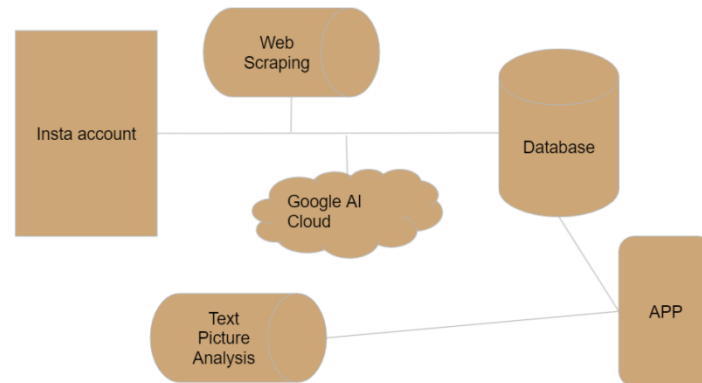 Web
Scraping
Insta account
Database
Google AI
Cloud
APP
Text
Picture
Analysis